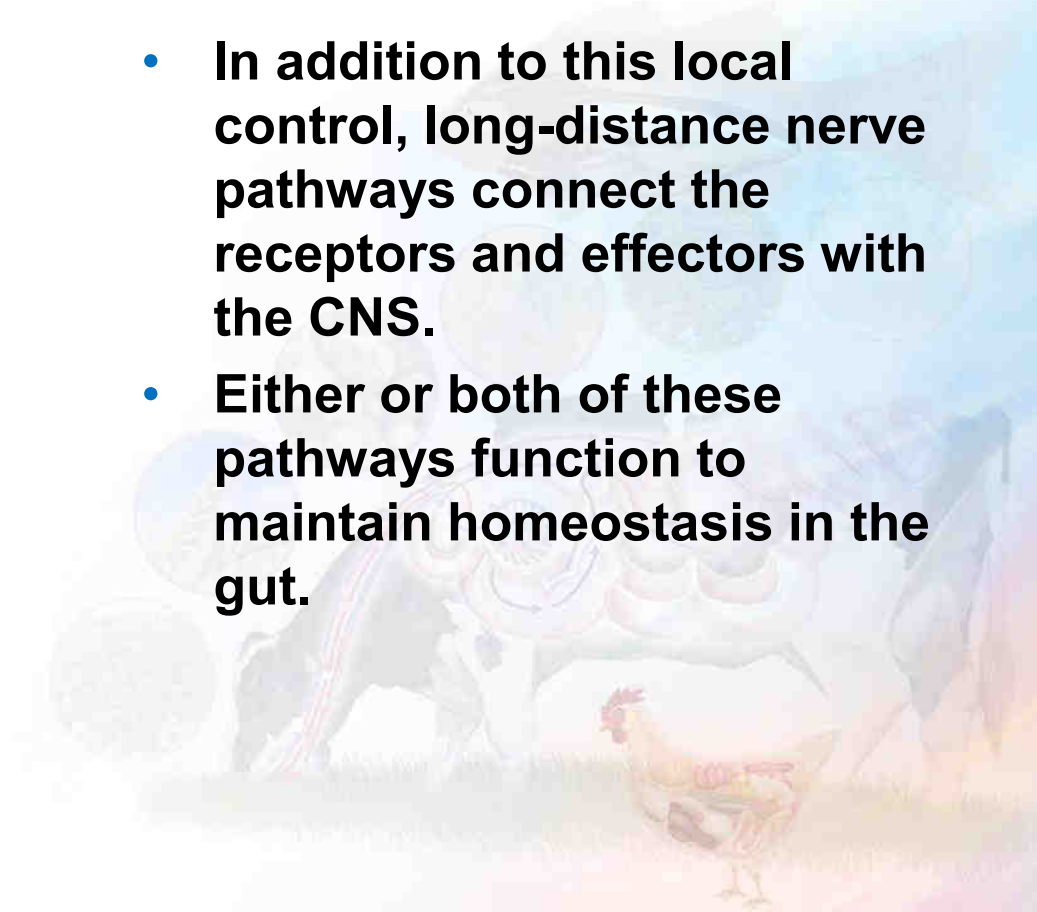 • In addition to this local
control, long-distance nerve
pathways connect the
receptors and effectors with
the CNS.
• Either or both of these
pathways function to
maintain homeostasis in the
gut.